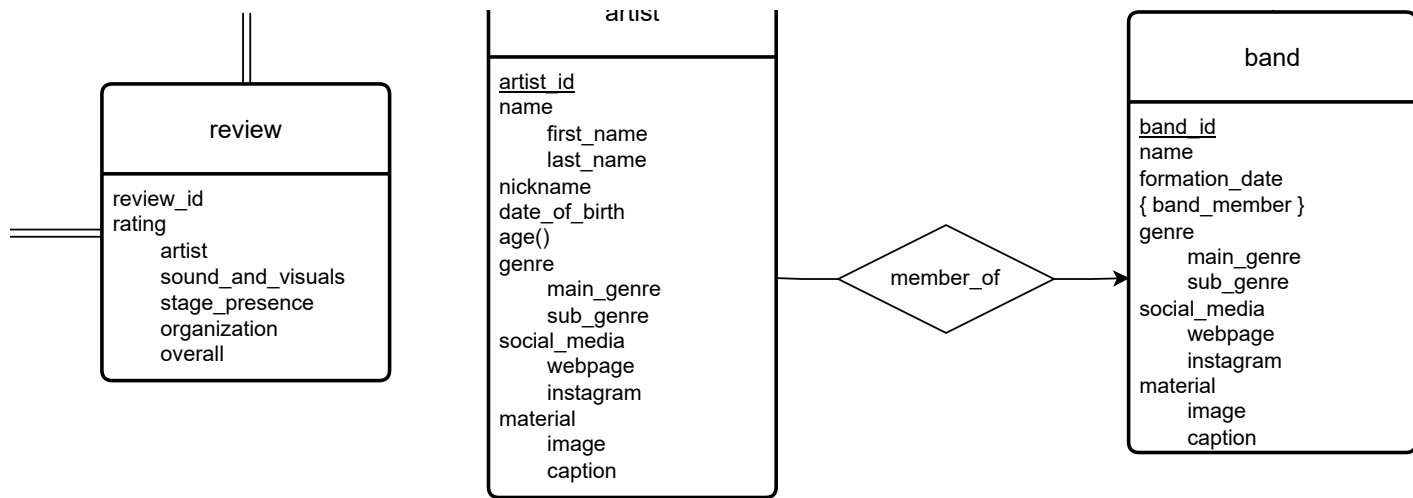 review
review_id
rating
artist
sound_and_visuals
stage_presence
organization
overall
artist
artist_id
name
first_name
last_name
nickname
date_of_birth
age()
genre
main_genre
sub_genre
social_media
webpage
instagram
material
image
caption
member_of
band
band_id
name
formation_date
{ band_member }
genre
main_genre
sub_genre
social_media
webpage
instagram
material
image
caption